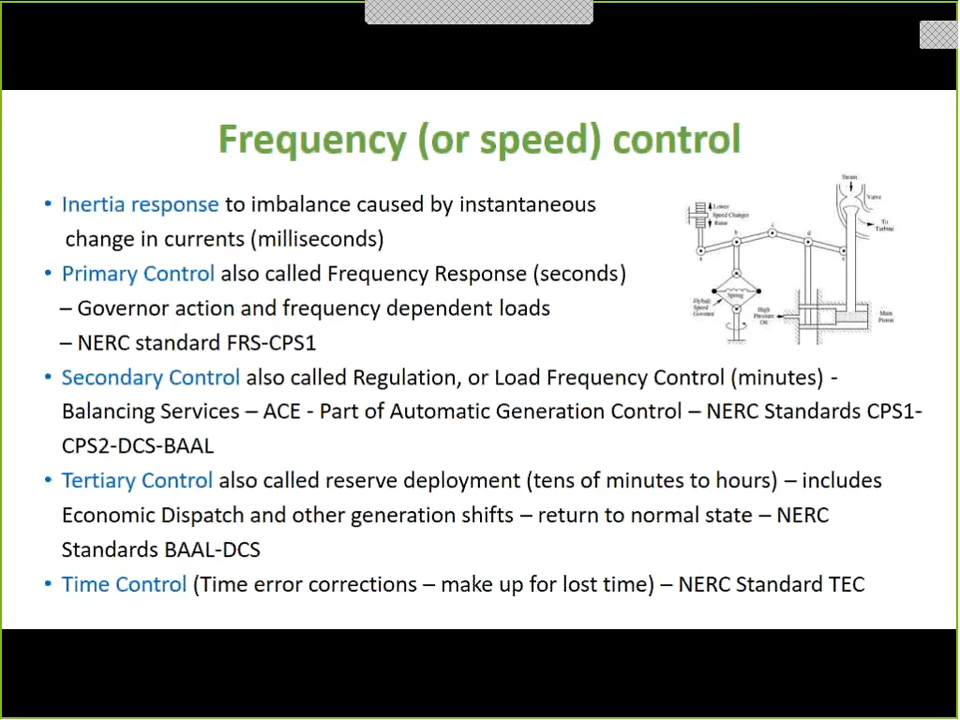 Frequency (or speed) control
• Inertia response to imbalance caused by instantaneous
change in currents (milliseconds)
• Primary Control also called Frequency Response (seconds)
– Governor action and frequency dependent loads
– NERC standard FRS-CPS1
• Secondary Control also called Regulation, or Load Frequency Control (minutes) -
Balancing Services – ACE - Part of Automatic Generation Control – NERC Standards CPS1-
CPS2-DCS-BAAL
• Tertiary Control also called reserve deployment (tens of minutes to hours) – includes
Economic Dispatch and other generation shifts – return to normal state – NERC
Standards BAAL-DCS
• Time Control (Time error corrections – make up for lost time) – NERC Standard TEC
Steam
Valve
To
Turbine
Lower
Speed Changer
Raise
Spring
Flyball
Speed
Governor
High
Pressure
Oil
Main
Piston